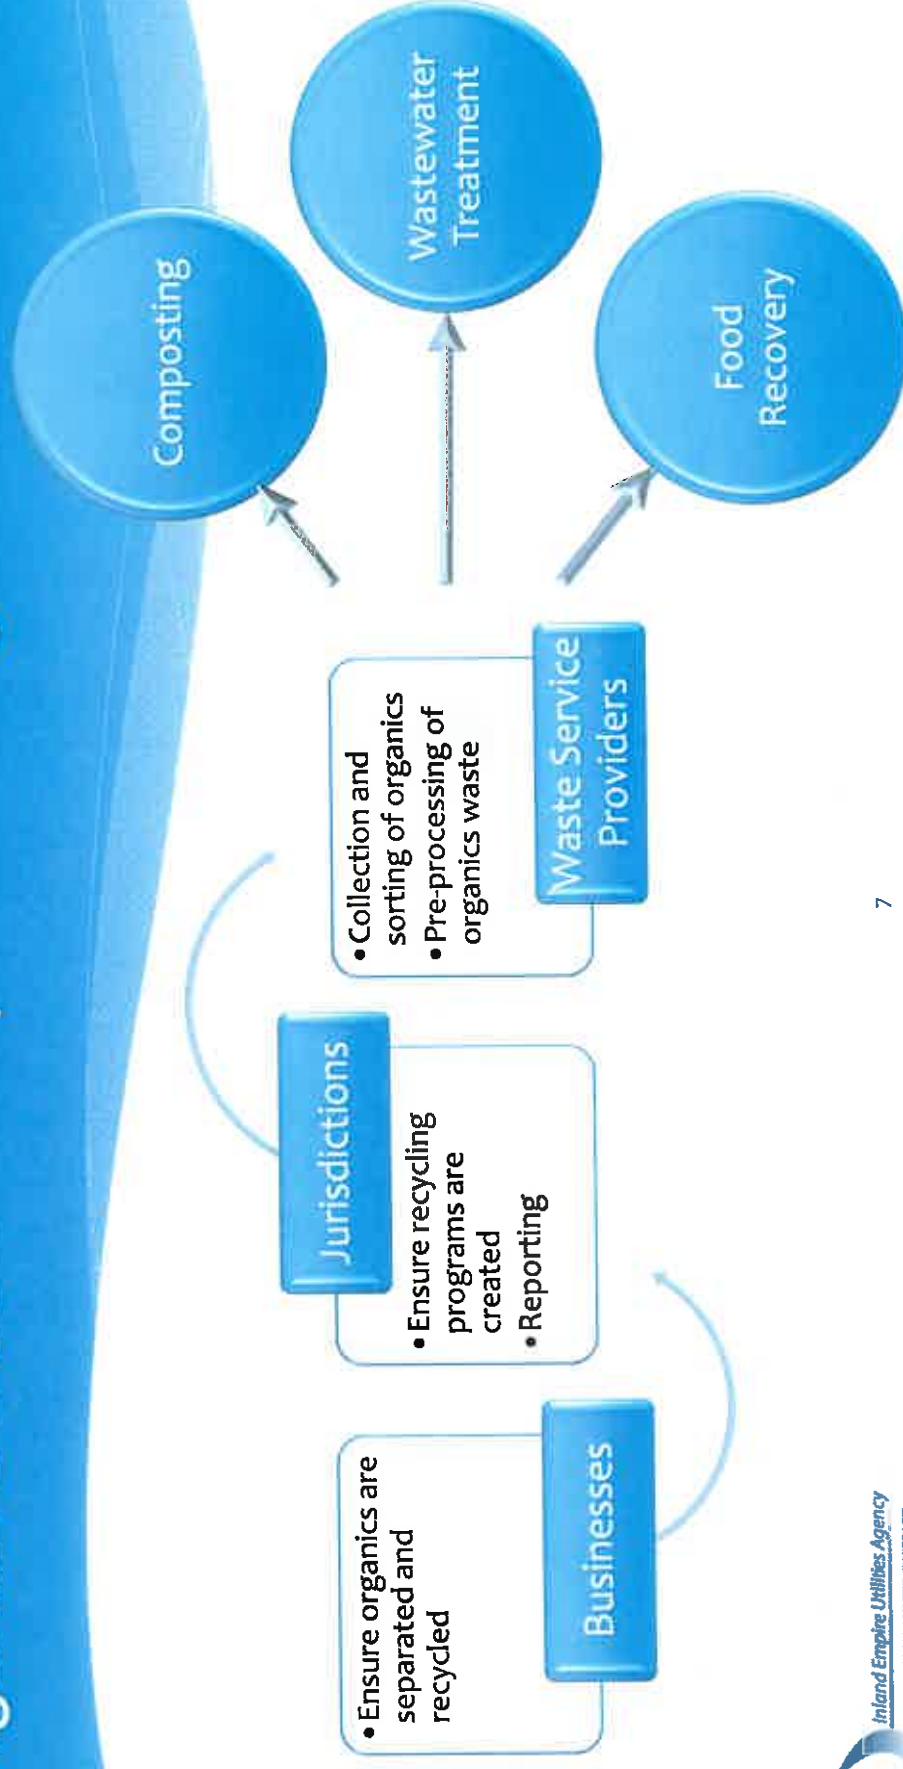 • Ensure organics are
separated and
recycled
Businesses
Jurisdictions
• Ensure recycling
programs are
created
• Reporting
• Collection and
sorting of organics
• Pre-processing of
organics waste
Waste Service
Providers
Composting
Wastewater
Treatment
Food
Recovery
Inland Empire Utilities Agency
7